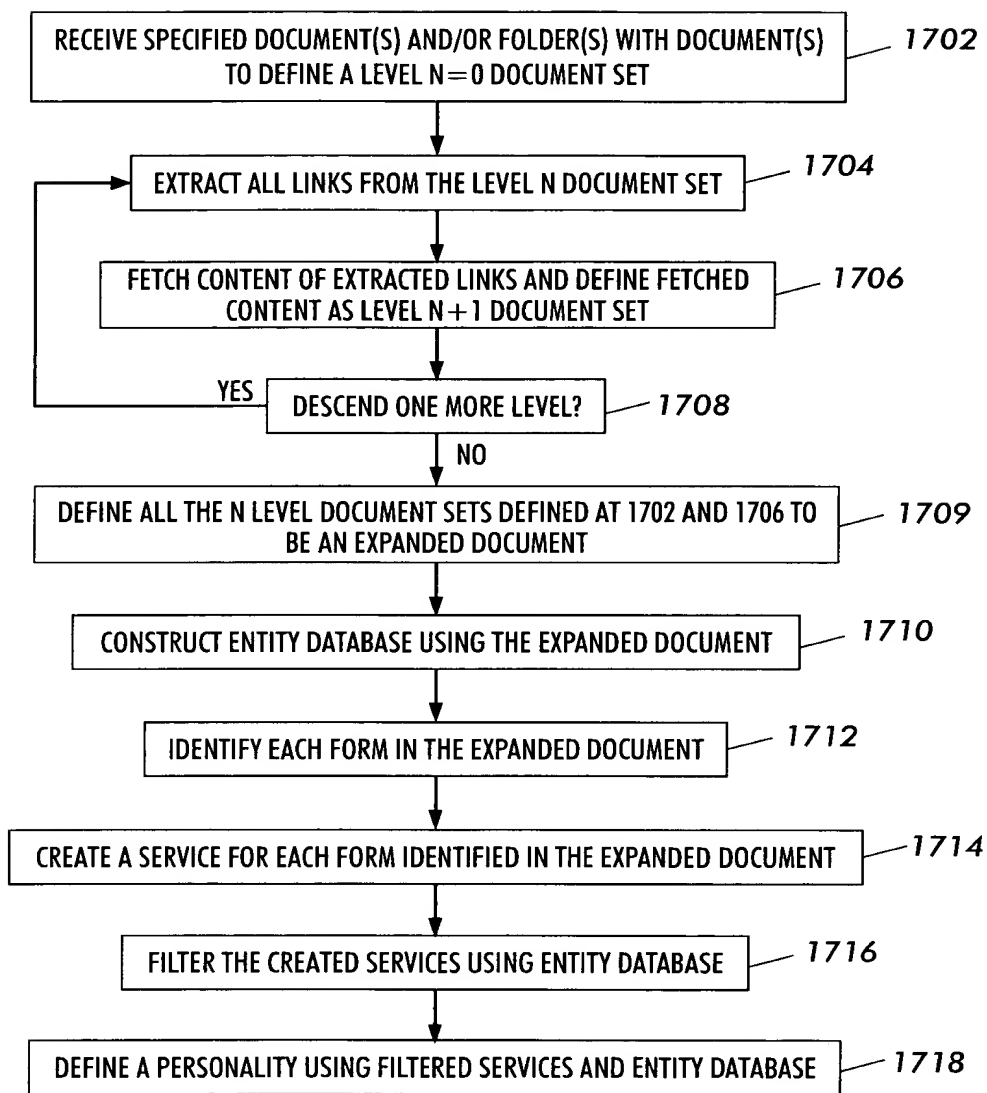 RECEIVE SPECIFIED DOCUMENT(S) AND/OR FOLDER(S) WITH DOCUMENT(S)
TO DEFINE A LEVEL N=0 DOCUMENT SET
1702
EXTRACT ALL LINKS FROM THE LEVEL N DOCUMENT SET
1704
FETCH CONTENT OF EXTRACTED LINKS AND DEFINE FETCHED
CONTENT AS LEVEL N+1 DOCUMENT SET
1706
YES
DESCEND ONE MORE LEVEL?
1708
NO
DEFINE ALL THE N LEVEL DOCUMENT SETS DEFINED AT 1702 AND 1706 TO
BE AN EXPANDED DOCUMENT
1709
CONSTRUCT ENTITY DATABASE USING THE EXPANDED DOCUMENT
1710
IDENTIFY EACH FORM IN THE EXPANDED DOCUMENT
1712
CREATE A SERVICE FOR EACH FORM IDENTIFIED IN THE EXPANDED DOCUMENT
1714
FILTER THE CREATED SERVICES USING ENTITY DATABASE
1716
DEFINE A PERSONALITY USING FILTERED SERVICES AND ENTITY DATABASE
1718